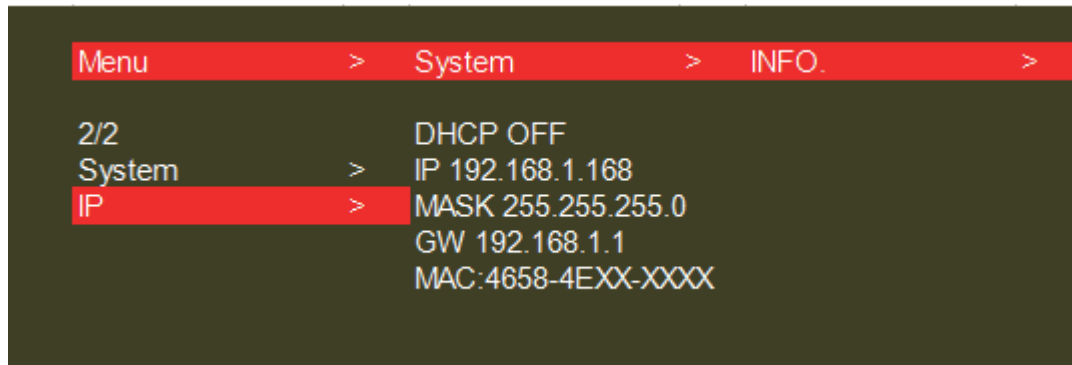 Menu > System > INFO. >
2/2 DHCP OFF
System > IP 192.168.1.168
IP > MASK 255.255.255.0
GW 192.168.1.1
MAC:4658-4EXX-XXXX